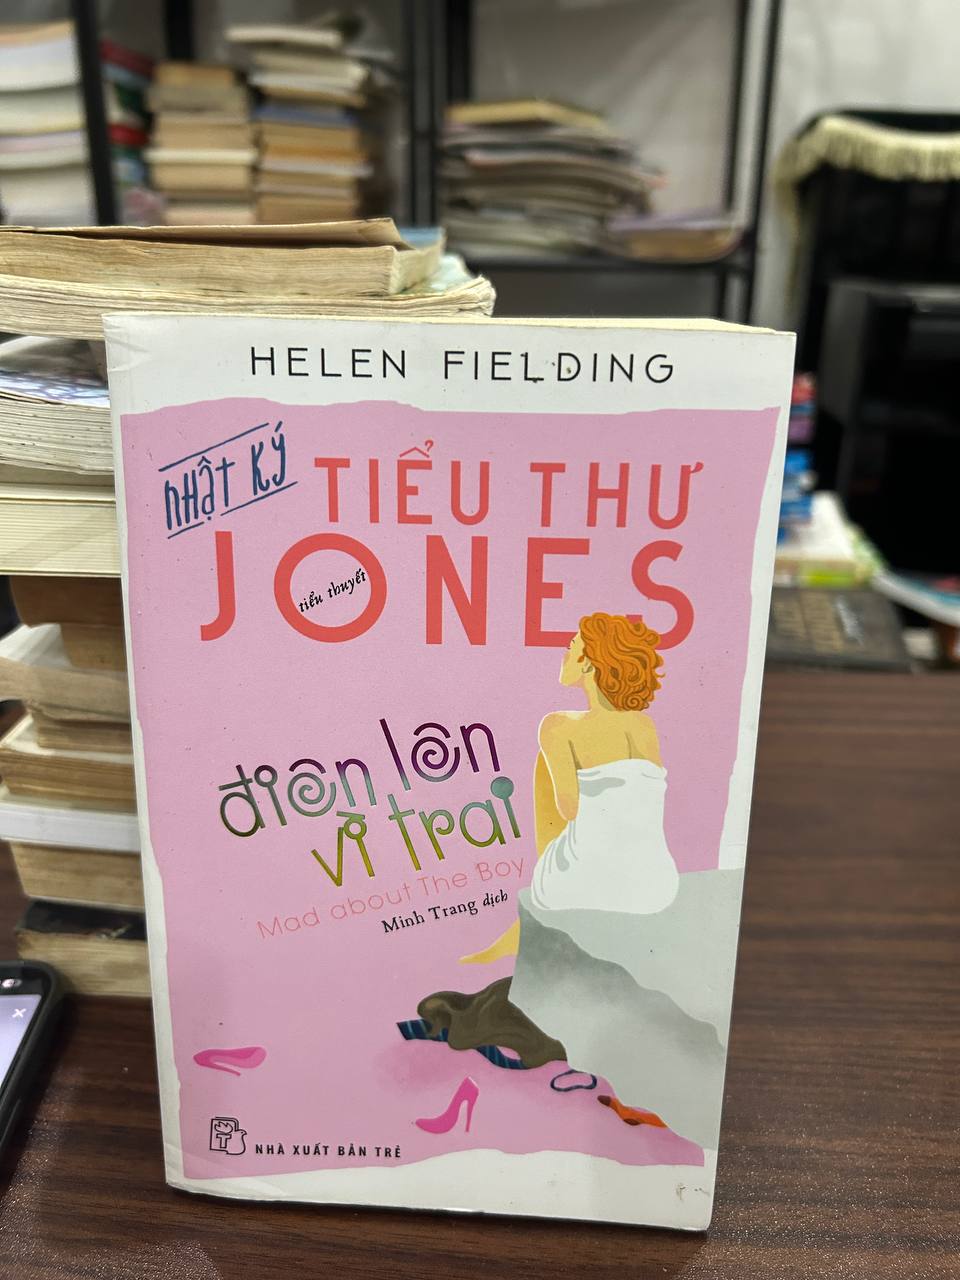 HELEN FIELDING
NHẬT KÝ
TIỂU THƯ
JONES
tiểu thuyết
điên lên
vì trai
Mad about The Boy
Minh Trang dịch
NHÀ XUẤT BẢN TRẺ